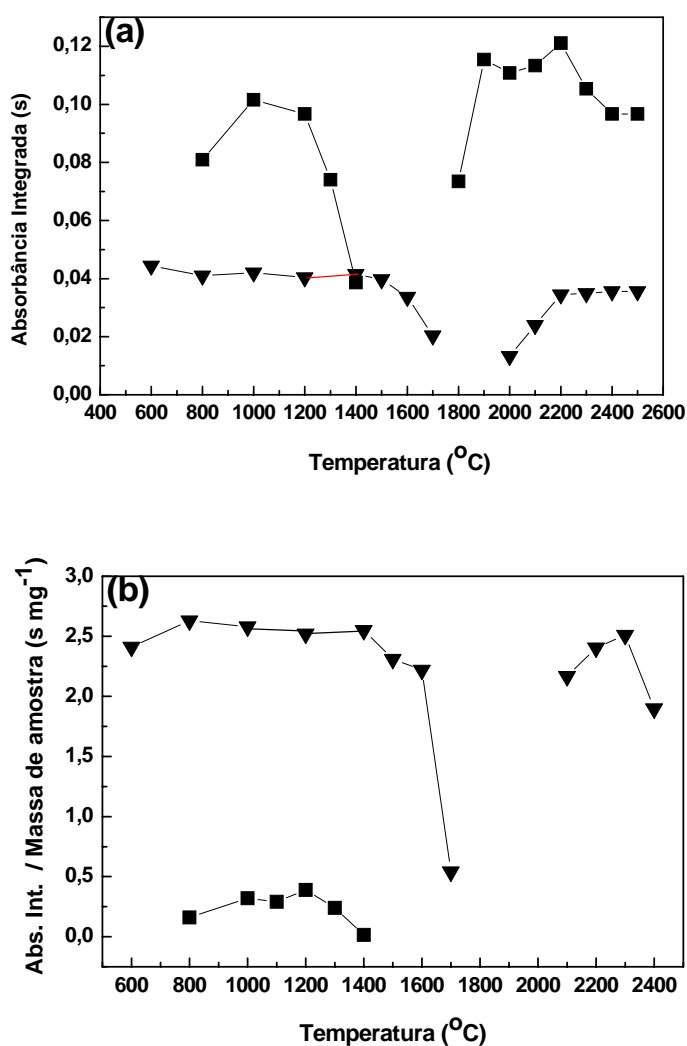 (a)
0,12
0,10
0,08
0,06
0,04
0,02
0,00
Absorbância Integrada (s)
400 600 800 1000 1200 1400 1600 1800 2000 2200 2400 2600
Temperatura (ºC)
(b)
3,0
2,5
2,0
1,5
1,0
0,5
0,0
Abs. Int. / Massa de amostra (s mg⁻¹)
600 800 1000 1200 1400 1600 1800 2000 2200 2400
Temperatura (ºC)